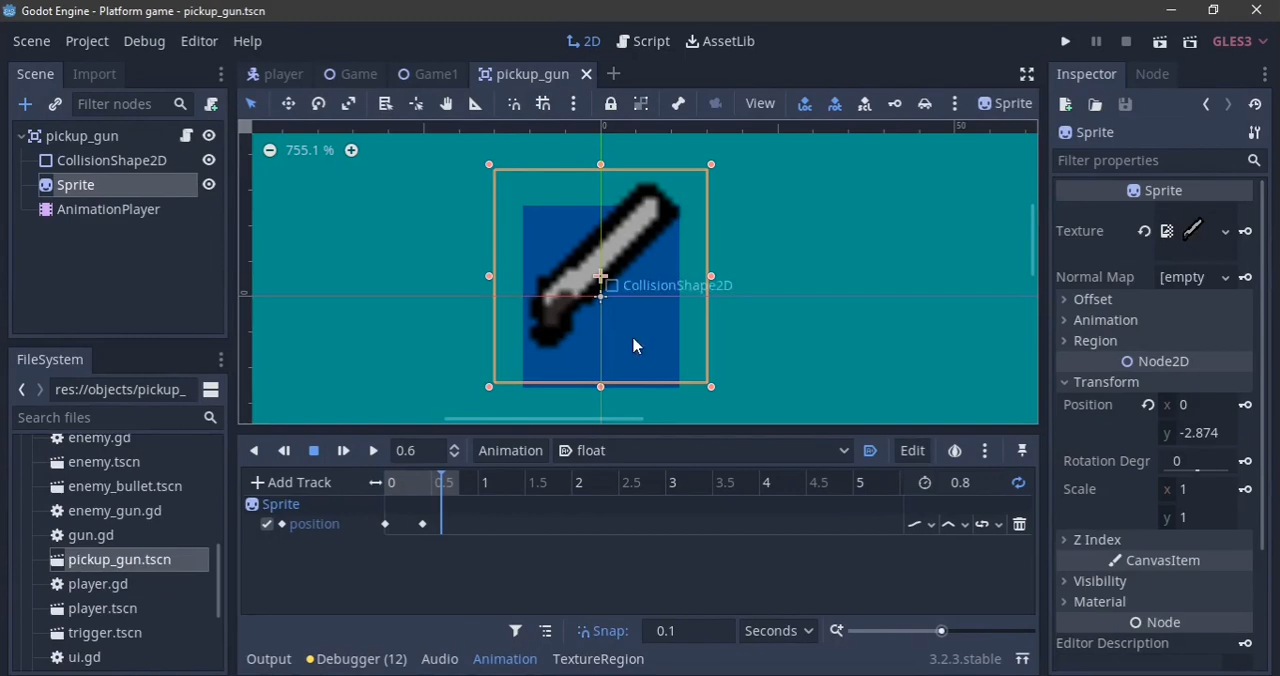 Godot Engine - Platform game - pickup_gun.tscn
Scene Project Debug Editor Help
2D Script AssetLib
GLES3
Scene Import
Filter nodes
pickup_gun
CollisionShape2D
Sprite
AnimationPlayer
FileSystem
res://objects/pickup_
Search files
enemy.gd
enemy.tscn
enemy_bullet.tscn
enemy_gun.gd
gun.gd
pickup_gun.tscn
player.gd
player.tscn
trigger.tscn
ui.gd
player Game Game1 pickup_gun
View Sprite
0 50
755.1 %
0
CollisionShape2D
0.6 Animation float Edit
Add Track 0 0.5 1 1.5 2 2.5 3 3.5 4 4.5 5 0.8
Sprite
position
Snap: 0.1 Seconds
Output Debugger (12) Audio Animation TextureRegion 3.2.3.stable
Inspector Node
Sprite
Filter properties
Sprite
Texture
Normal Map [empty
Offset
Animation
Region
Node2D
Transform
Position x 0
y -2.874
Rotation Degr 0
Scale x 1
y 1
Z Index
CanvasItem
Visibility
Material
Node
Editor Description